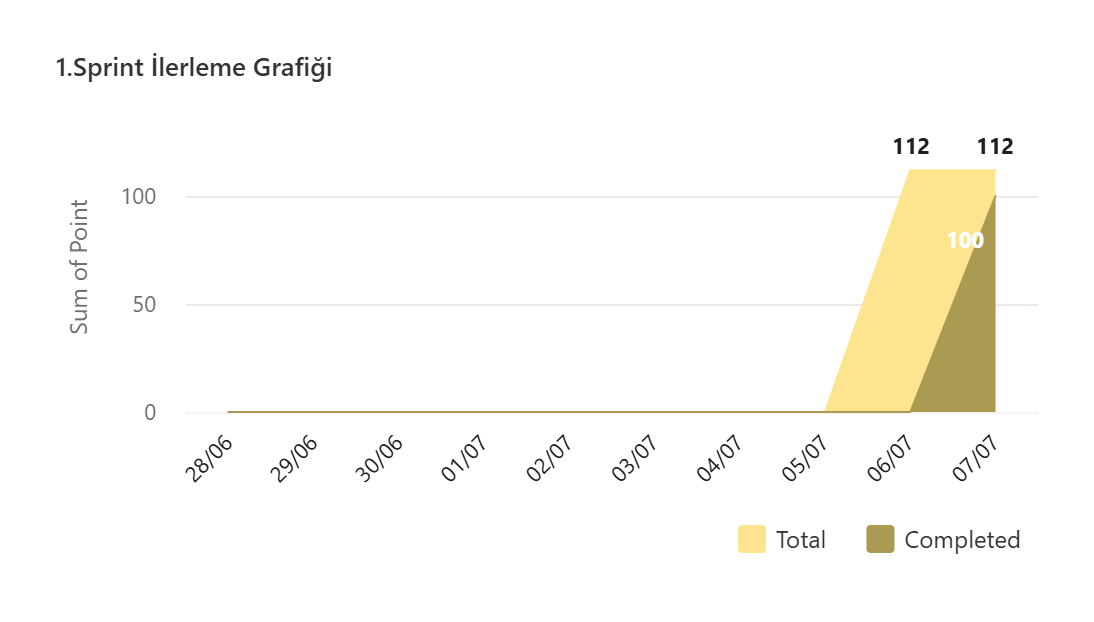 1.Sprint İlerleme Grafiği
112 112
100
100
50
0
Sum of Point
28/06 29/06 30/06 01/07 02/07 03/07 04/07 05/07 06/07 07/07
Total Completed